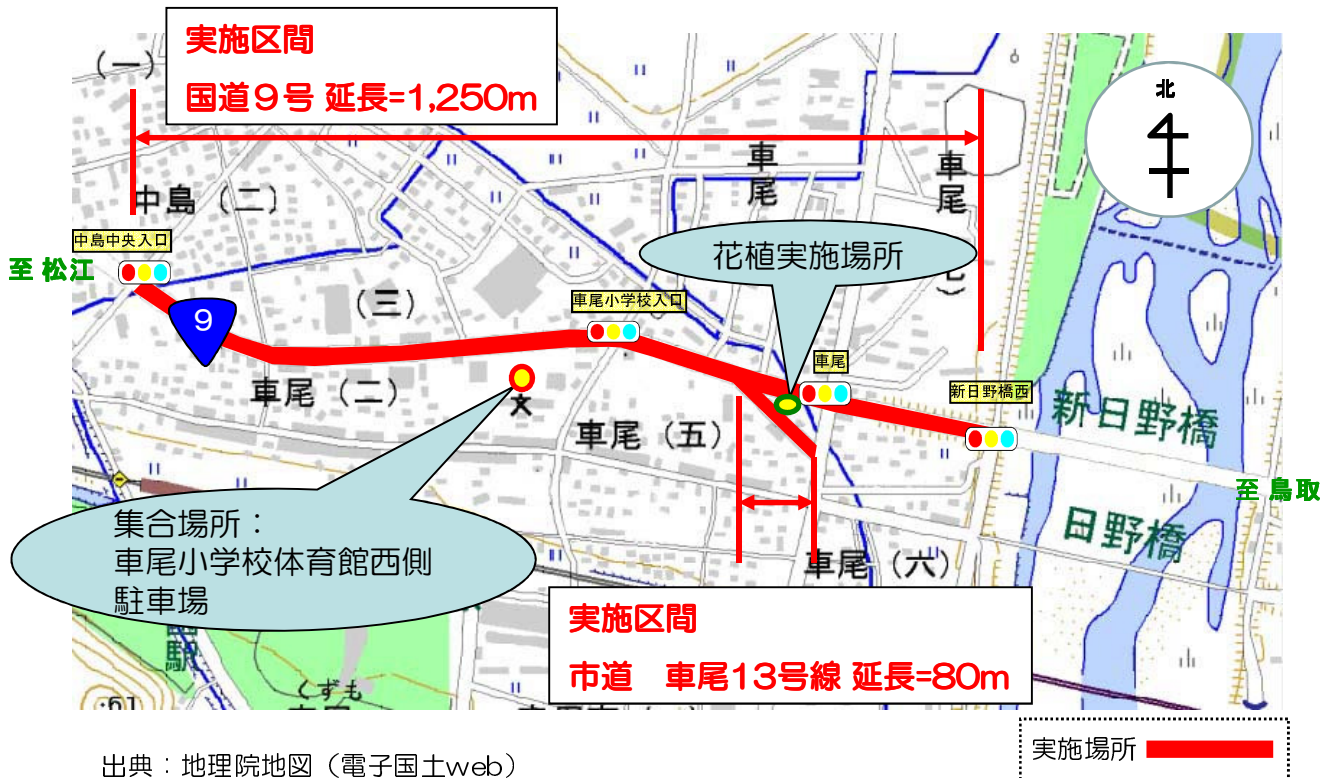 実施区間
国道9号 延長=1,250m
(一)
北
車尾
車尾(七)
中島(二)
中島中央入口
至 松江
花植実施場所
(三)
車尾小学校入口
9
車尾
車尾(二)
新日野橋西
新日野橋
文
車尾(五)
至 鳥取
集合場所:
車尾小学校体育館西側
駐車場
日野橋
車尾(六)
実施区間
市道 車尾13号線 延長=80m
駅
くずも
出典:地理院地図(電子国土web)
実施場所